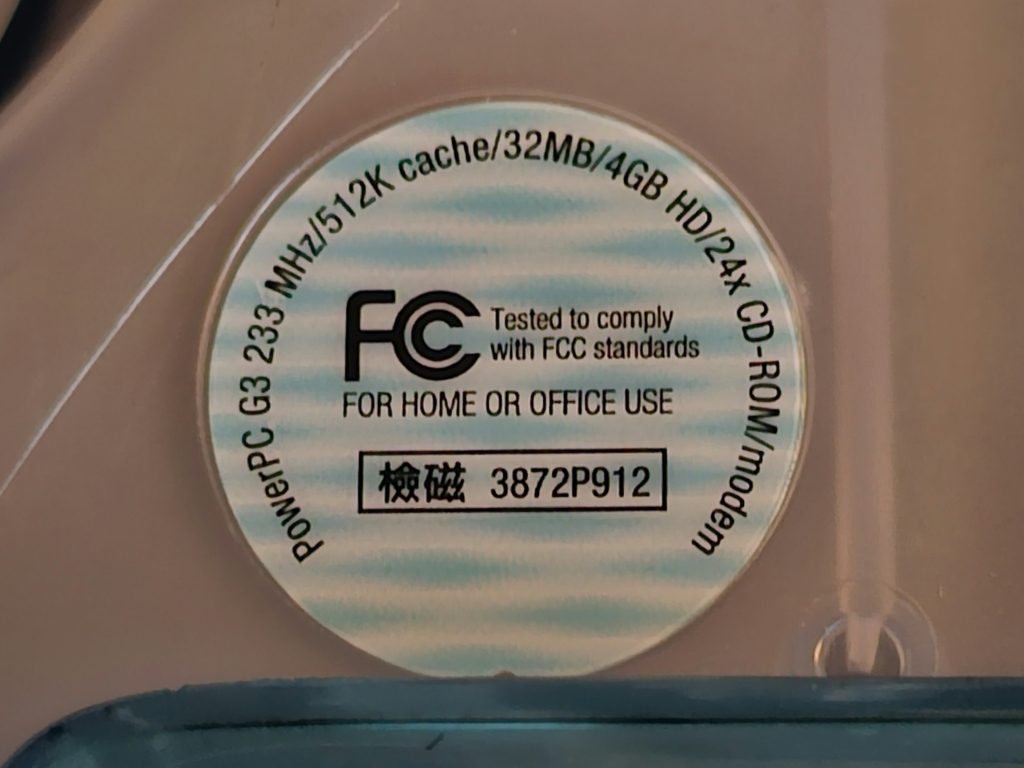 PowerPC G3 233 MHz/512K cache/32MB/4GB HD/24x CD-ROM/modem
FC Tested to comply
with FCC standards
FOR HOME OR OFFICE USE
檢磁 3872P912